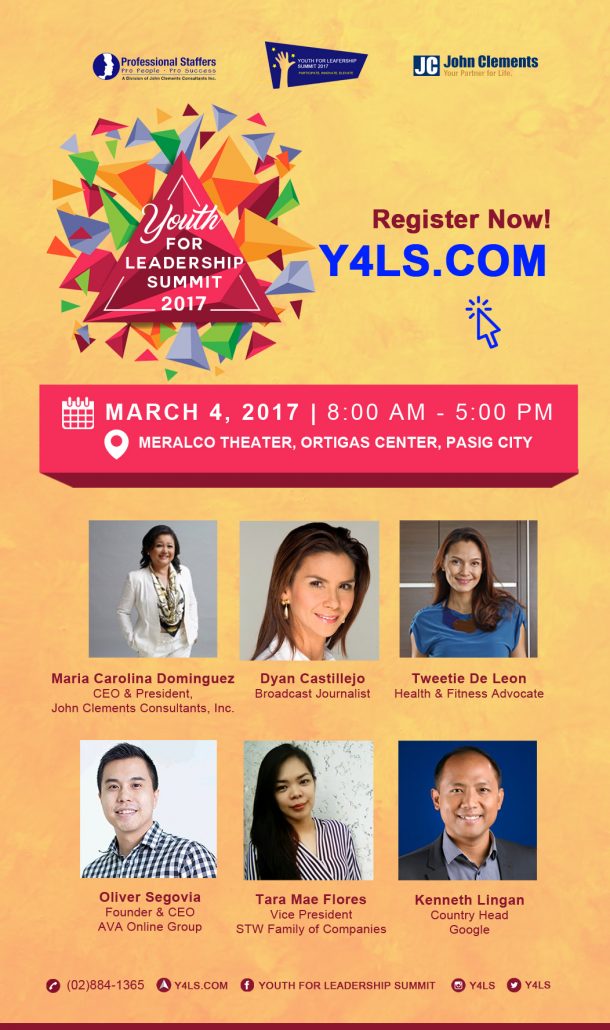 Professional Staffers
Pro People - Pro Success
A Division of John Clements Consultants Inc.
YOUTH FOR LEADERSHIP
SUMMIT 2017
PARTICIPATE, INNOVATE, ELEVATE
JC John Clements
Your Partner for Life.
Youth
FOR
LEADERSHIP
SUMMIT
2017
Register Now!
Y4LS.COM
MARCH 4, 2017 | 8:00 AM - 5:00 PM
MERALCO THEATER, ORTIGAS CENTER, PASIG CITY
Maria Carolina Dominguez
CEO & President,
John Clements Consultants, Inc.
Dyan Castillejo
Broadcast Journalist
Tweetie De Leon
Health & Fitness Advocate
Oliver Segovia
Founder & CEO
AVA Online Group
Tara Mae Flores
Vice President
STW Family of Companies
Kenneth Lingan
Country Head
Google
(02)884-1365 Y4LS.COM YOUTH FOR LEADERSHIP SUMMIT Y4LS Y4LS